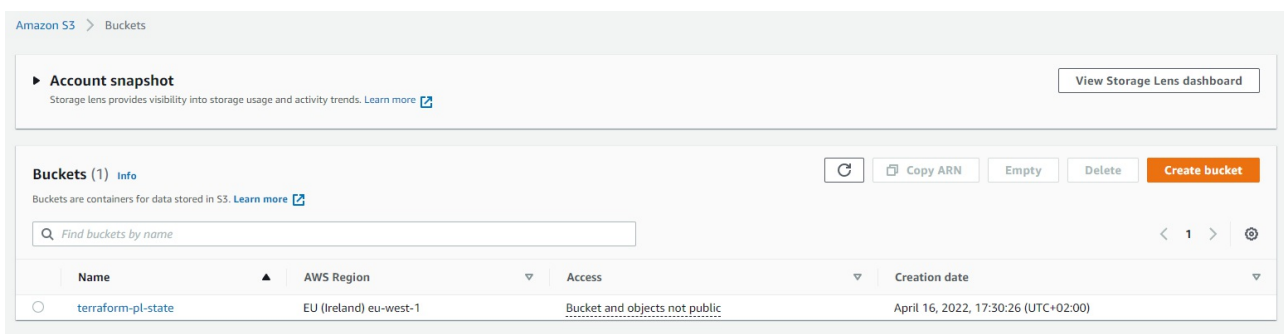 Amazon S3 > Buckets
Account snapshot
View Storage Lens dashboard
Storage lens provides visibility into storage usage and activity trends. Learn more
Buckets (1) Info
Copy ARN Empty Delete Create bucket
Buckets are containers for data stored in S3. Learn more
Find buckets by name
< 1 >
Name AWS Region Access Creation date
terraform-pl-state EU (Ireland) eu-west-1 Bucket and objects not public April 16, 2022, 17:30:26 (UTC+02:00)